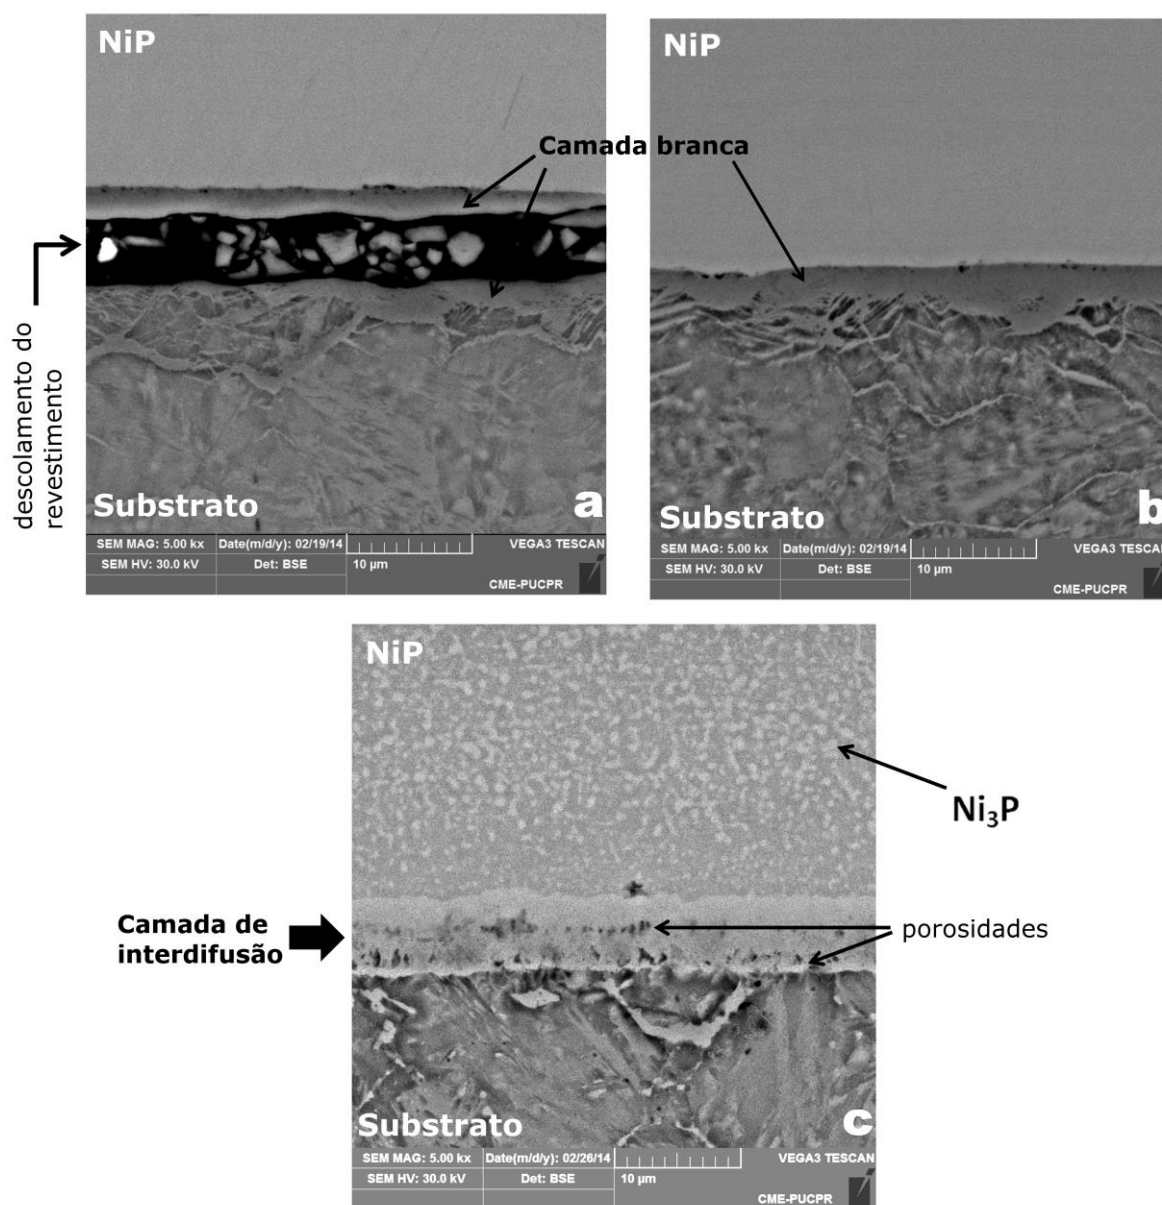 NiP
NiP
Camada branca
descolamento do
revestimento
Substrato
a
Substrato
b
SEM MAG: 5.00 kx
Date(m/d/y): 02/19/14
VEGA3 TESCAN
SEM HV: 30.0 kV
Det: BSE
10 µm
CME-PUCPR
SEM MAG: 5.00 kx
Date(m/d/y): 02/19/14
VEGA3 TESCAN
SEM HV: 30.0 kV
Det: BSE
10 µm
CME-PUCPR
NiP
Ni₃P
Camada de
interdifusão
porosidades
Substrato
c
SEM MAG: 5.00 kx
Date(m/d/y): 02/26/14
VEGA3 TESCAN
SEM HV: 30.0 kV
Det: BSE
10 µm
CME-PUCPR